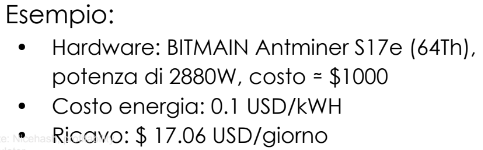 Esempio:
• Hardware: BITMAIN Antminer S17e (64Th),
potenza di 2880W, costo ≈ $1000
• Costo energia: 0.1 USD/kWH
• Ricavo: $ 17.06 USD/giorno